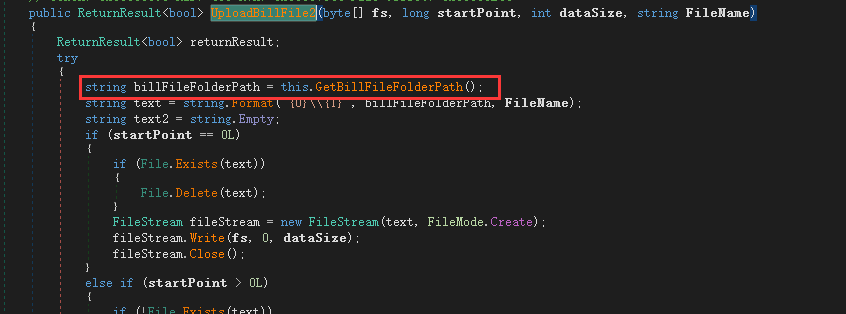 public ReturnResult<bool> UploadBillFile2(byte[] fs, long startPoint, int dataSize, string FileName)
{
ReturnResult<bool> returnResult;
try
{
string billFileFolderPath = this.GetBillFileFolderPath();
string text = string.Format("{0}\\{1}", billFileFolderPath, FileName);
string text2 = string.Empty;
if (startPoint == 0L)
{
if (File.Exists(text))
{
File.Delete(text);
}
FileStream fileStream = new FileStream(text, FileMode.Create);
fileStream.Write(fs, 0, dataSize);
fileStream.Close();
}
else if (startPoint > 0L)
{
if (!File.Exists(text))